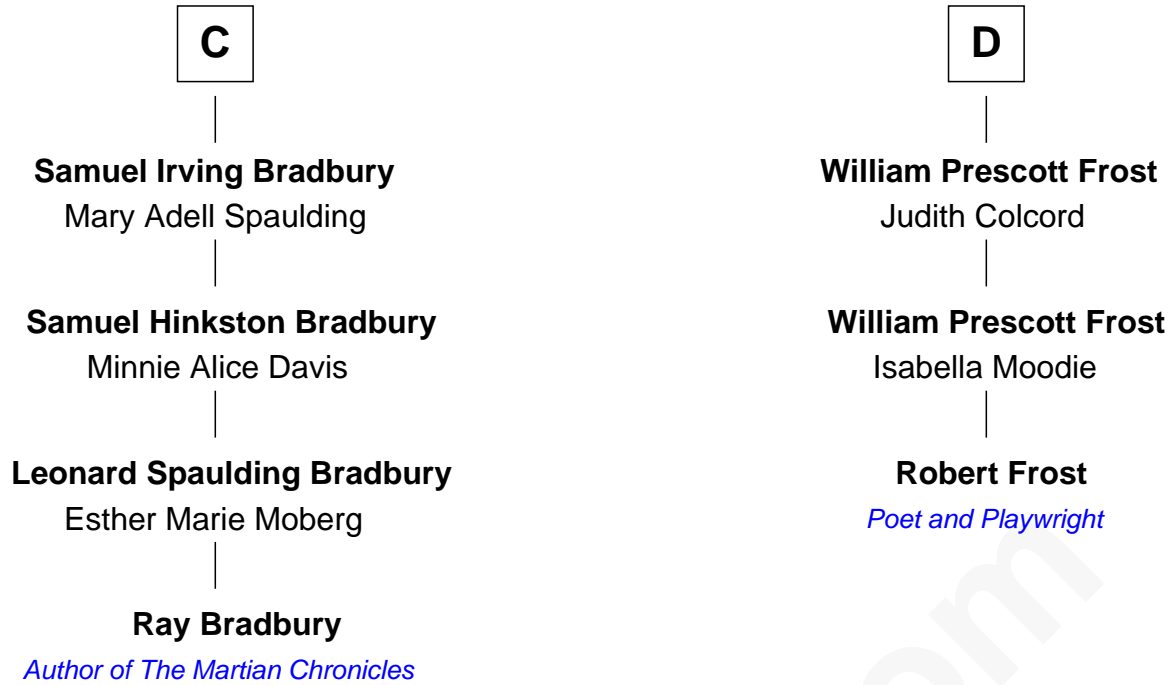 C
Samuel Irving Bradbury
Mary Adell Spaulding
Samuel Hinkston Bradbury
Minnie Alice Davis
Leonard Spaulding Bradbury
Esther Marie Moberg
Ray Bradbury
Author of The Martian Chronicles
D
William Prescott Frost
Judith Colcord
William Prescott Frost
Isabella Moodie
Robert Frost
Poet and Playwright
om